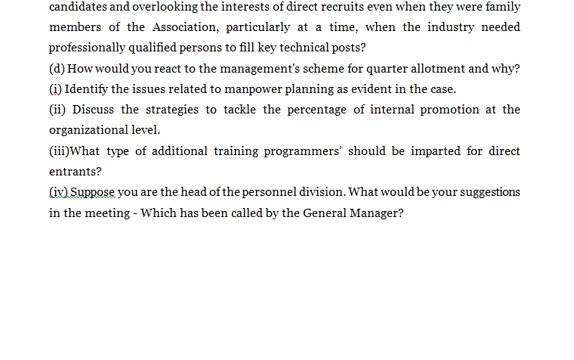 candidates and overlooking the interests of direct recruits even when they were family
members of the Association, particularly at a time, when the industry needed
professionally qualified persons to fill key technical posts?
(d) How would you react to the management's scheme for quarter allotment and why?
(i) Identify the issues related to manpower planning as evident in the case.
(ii) Discuss the strategies to tackle the percentage of internal promotion at the
organizational level.
(iii)What type of additional training programmers’ should be imparted for direct
entrants?
(iv) Suppose you are the head of the personnel division. What would be your suggestions
in the meeting - Which has been called by the General Manager?